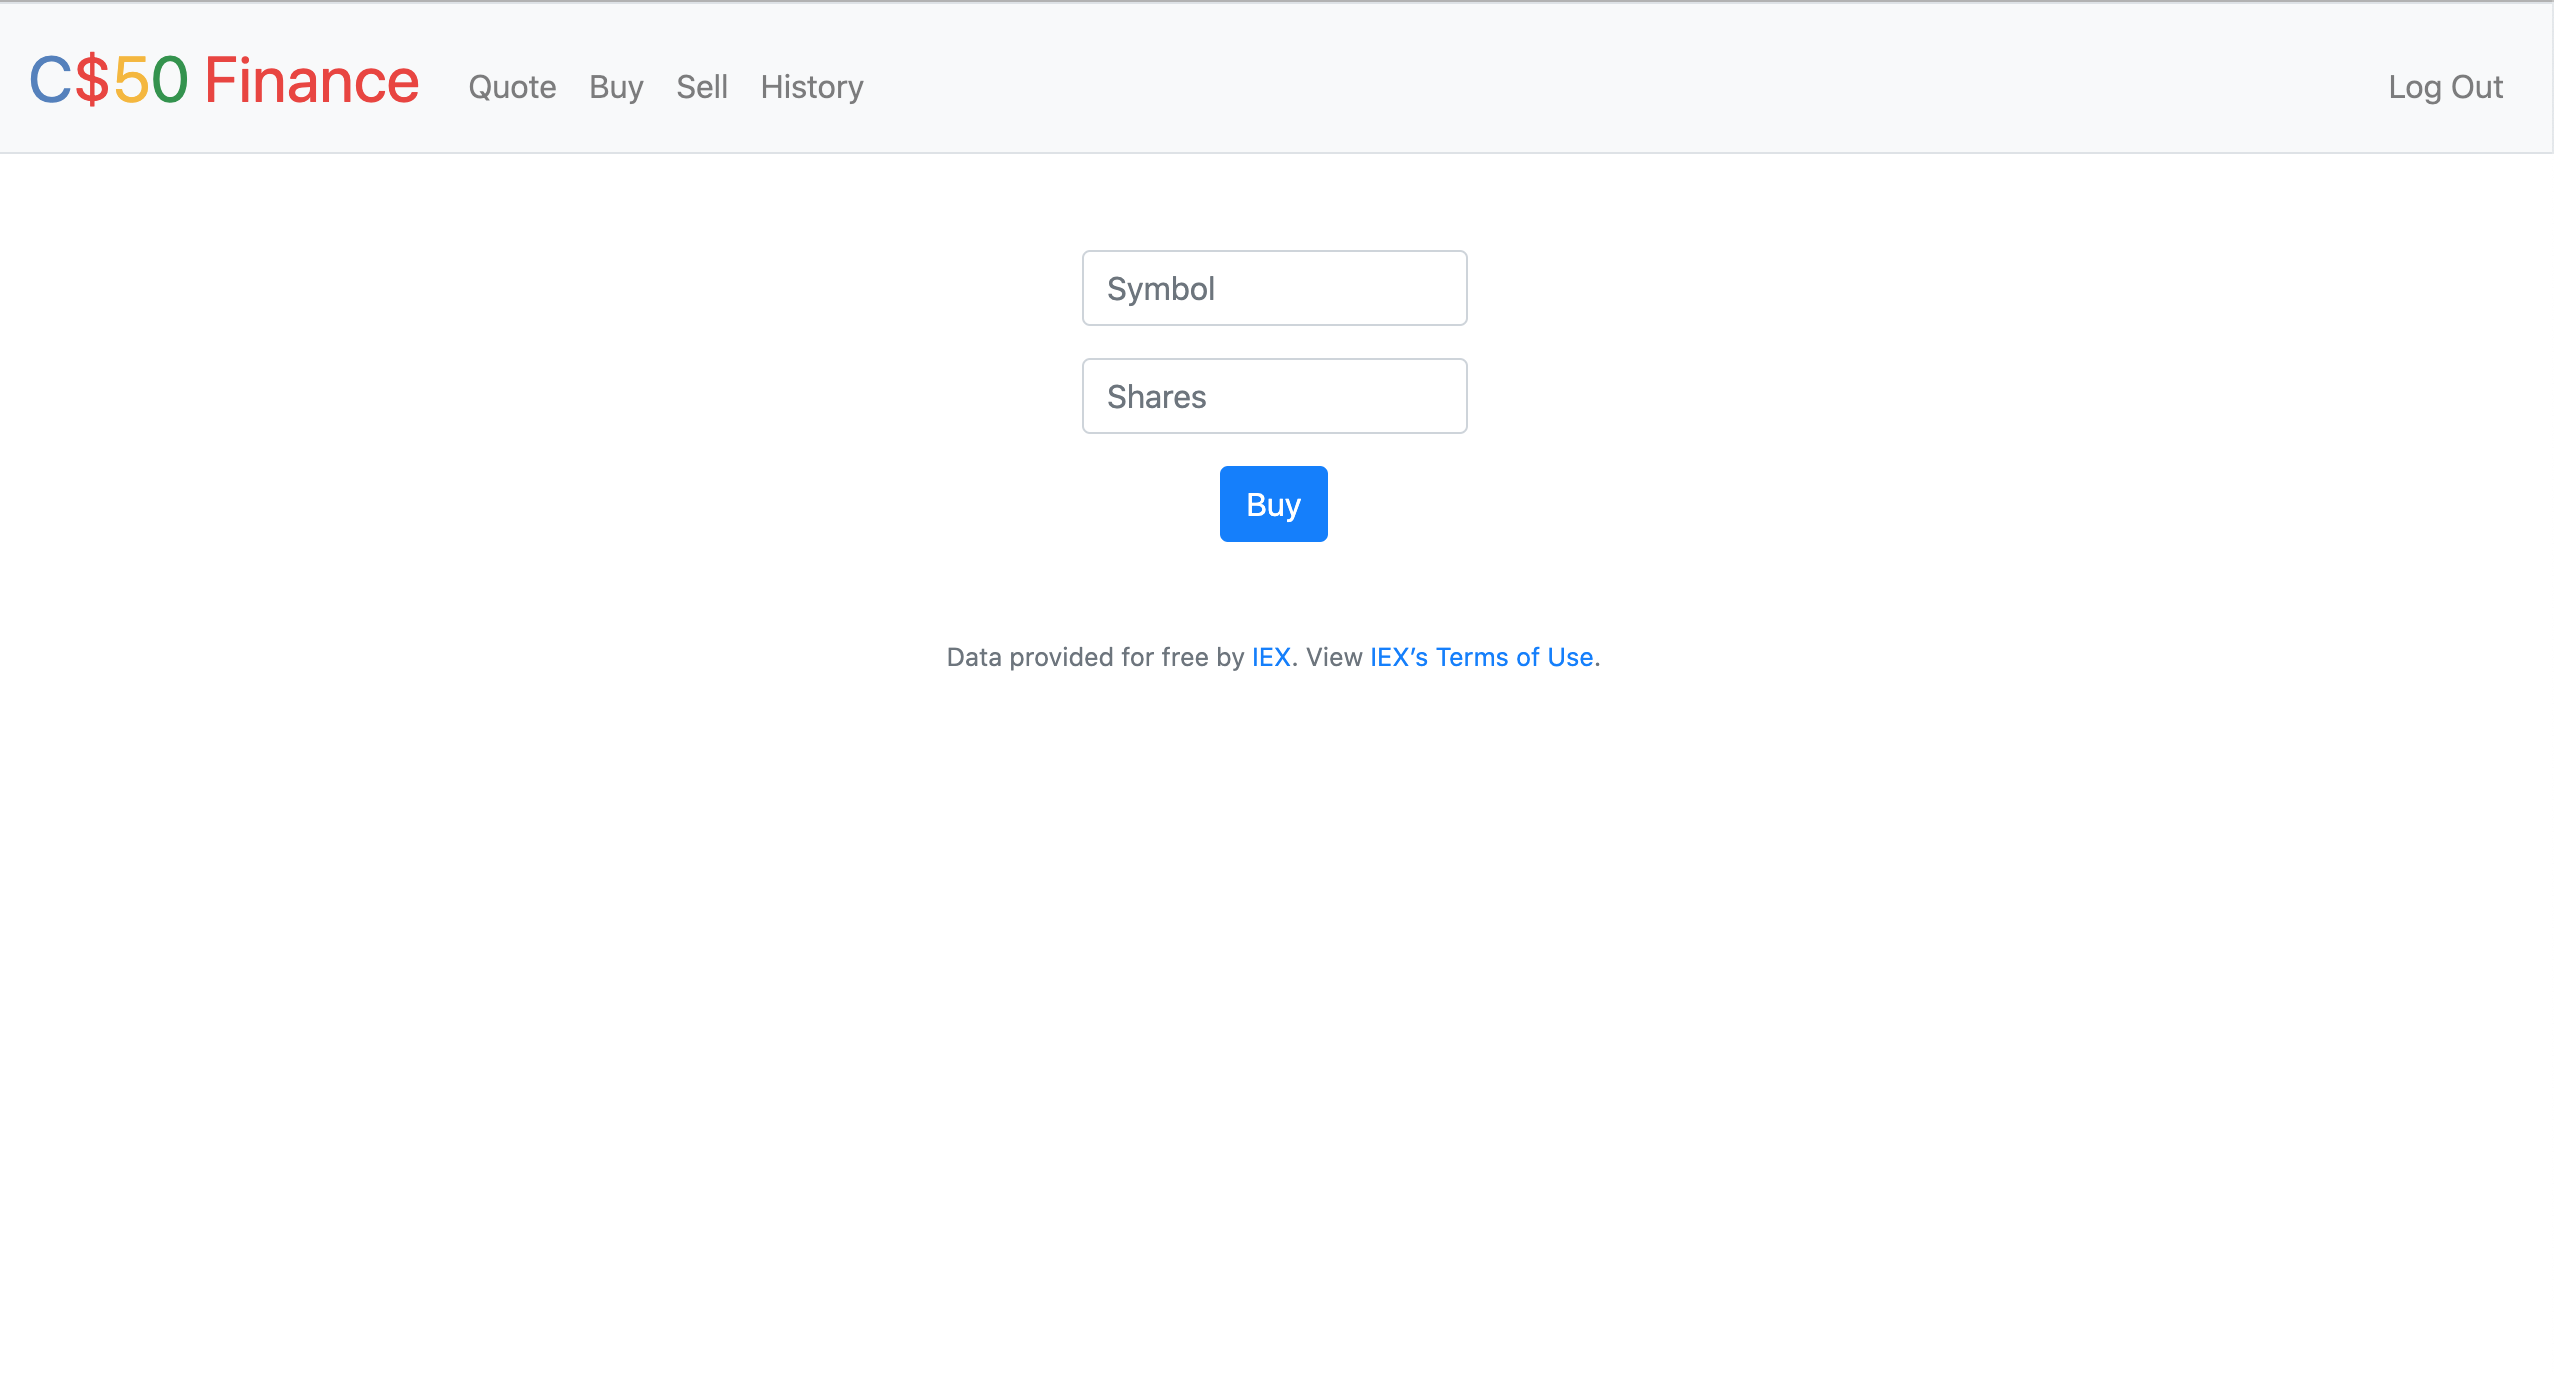 C$50 Finance Quote Buy Sell History Log Out
Symbol
Shares
Buy
Data provided for free by IEX. View IEX’s Terms of Use.